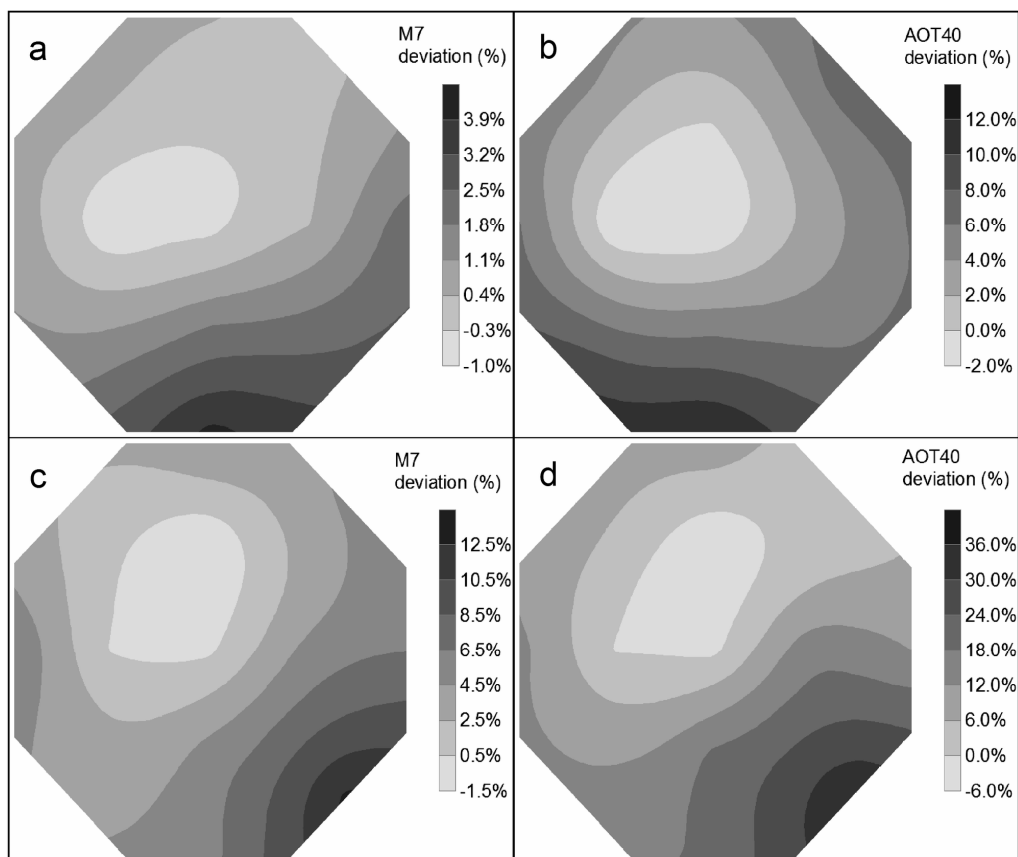 a
M7
deviation (%)
3.9%
3.2%
2.5%
1.8%
1.1%
0.4%
-0.3%
-1.0%
b
AOT40
deviation (%)
12.0%
10.0%
8.0%
6.0%
4.0%
2.0%
0.0%
-2.0%
c
M7
deviation (%)
12.5%
10.5%
8.5%
6.5%
4.5%
2.5%
0.5%
-1.5%
d
AOT40
deviation (%)
36.0%
30.0%
24.0%
18.0%
12.0%
6.0%
0.0%
-6.0%